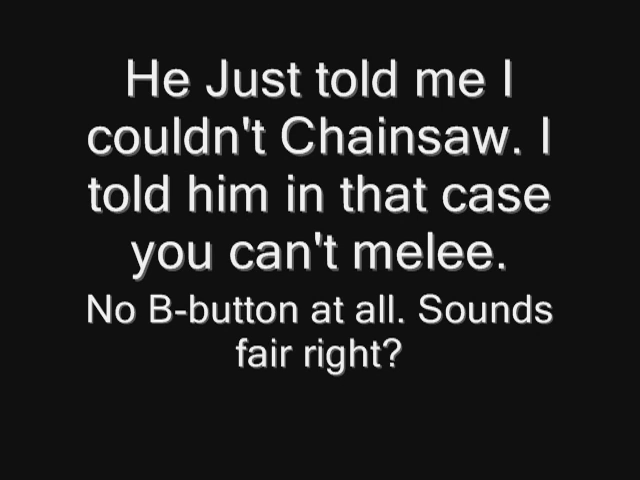 He Just told me I
couldn't Chainsaw. I
told him in that case
you can't melee.
No B-button at all. Sounds
fair right?